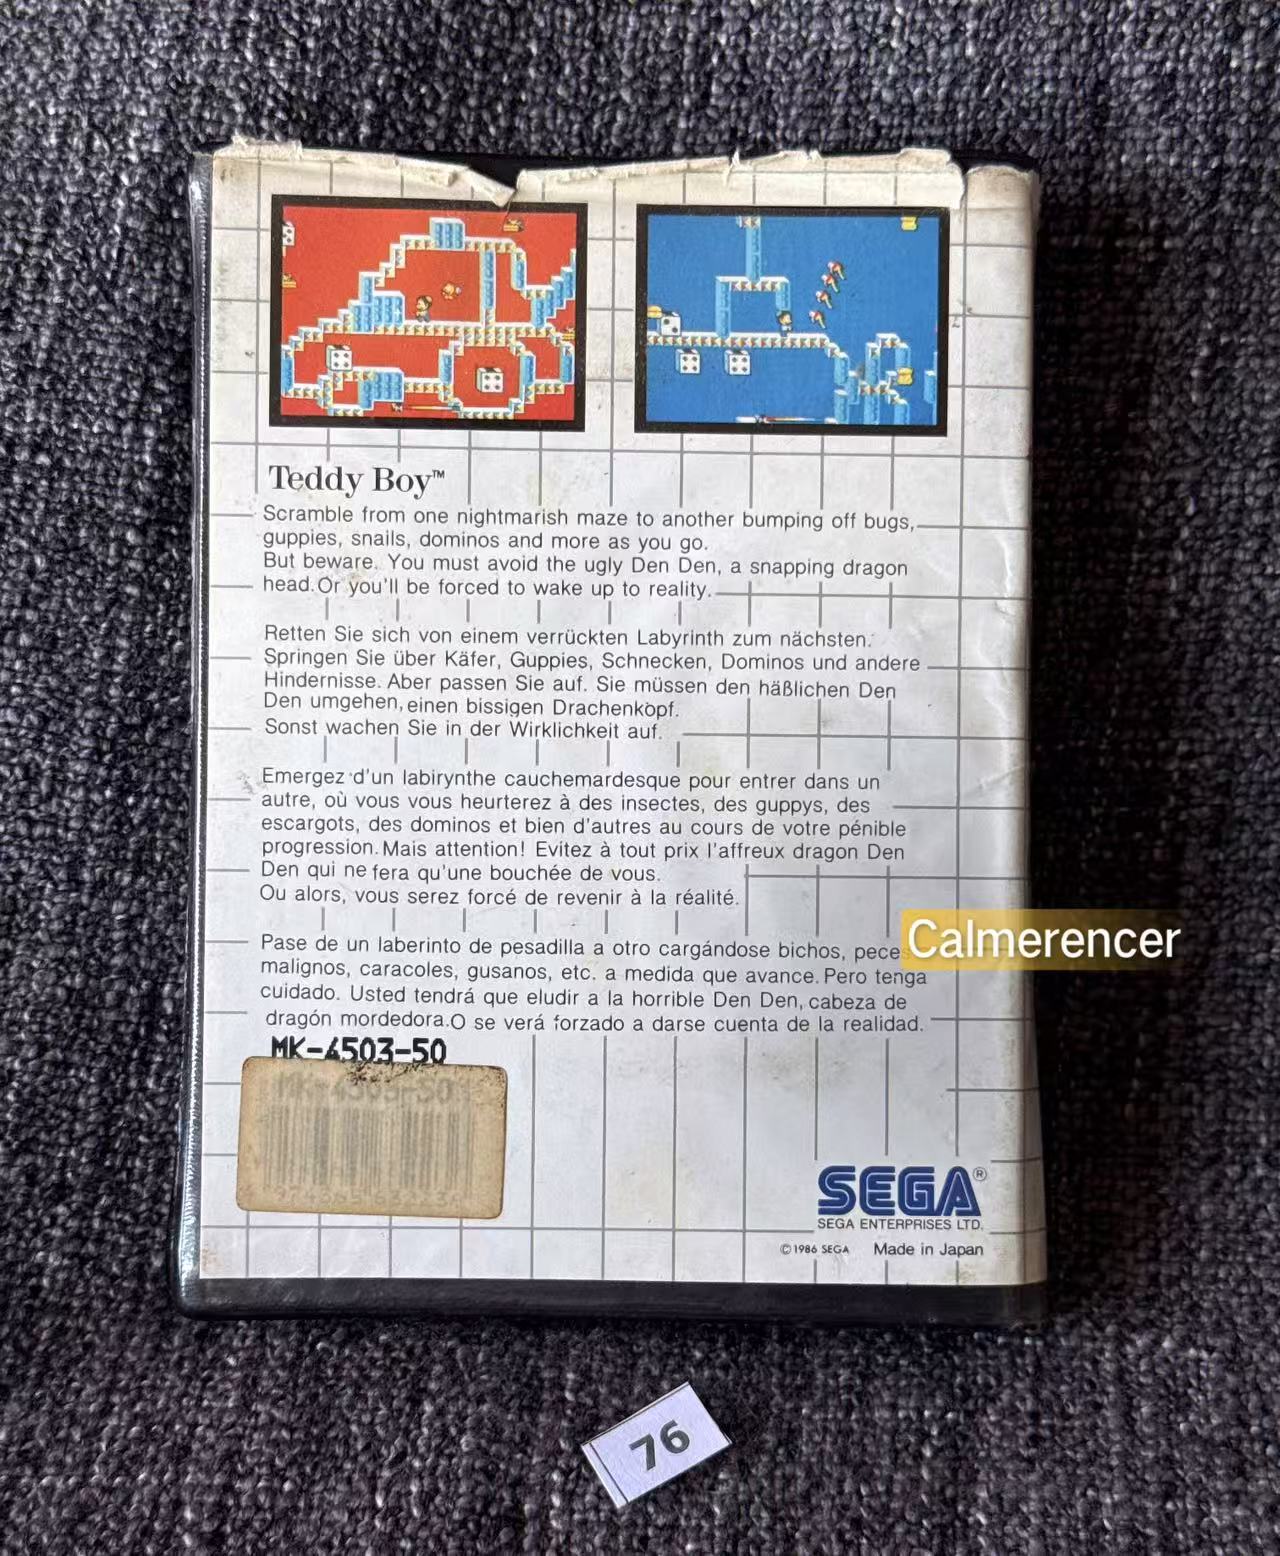 Teddy Boy™
Scramble from one nightmarish maze to another bumping off bugs,
guppies, snails, dominos and more as you go.
But beware. You must avoid the ugly Den Den, a snapping dragon
head. Or you'll be forced to wake up to reality.
Retten Sie sich von einem verrückten Labyrinth zum nächsten.
Springen Sie über Käfer, Guppies, Schnecken, Dominos und andere
Hindernisse. Aber passen Sie auf. Sie müssen den häßlichen Den
Den umgehen, einen bissigen Drachenkopf.
Sonst wachen Sie in der Wirklichkeit auf.
Emergez d'un labirynthe cauchemardesque pour entrer dans un
autre, où vous vous heurterez à des insectes, des guppys, des
escargots, des dominos et bien d'autres au cours de votre pénible
progression. Mais attention! Evitez à tout prix l'affreux dragon Den
Den qui ne fera qu'une bouchée de vous.
Ou alors, vous serez forcé de revenir à la réalité.
Pase de un laberinto de pesadilla a otro cargándose bichos, peces
malignos, caracoles, gusanos, etc. a medida que avance. Pero tenga
cuidado. Usted tendrá que eludir a la horrible Den Den, cabeza de
dragón mordedora. O se verá forzado a darse cuenta de la realidad.
Calmerencer
MK-4503-50
MK-4503-50
SEGA®
SEGA ENTERPRISES LTD.
© 1986 SEGA Made in Japan
76